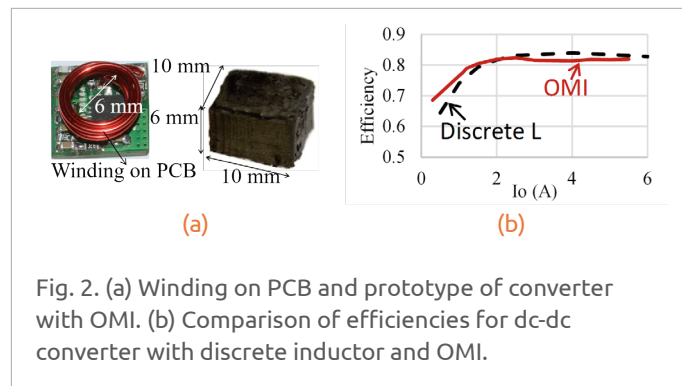 10 mm
6 mm
6 mm
Winding on PCB
10 mm
(a)
0.9
0.8
0.7
0.6
0.5
Efficiency
OMI
Discrete L
0
2
4
6
Io (A)
(b)
Fig. 2. (a) Winding on PCB and prototype of converter
with OMI. (b) Comparison of efficiencies for dc-dc
converter with discrete inductor and OMI.